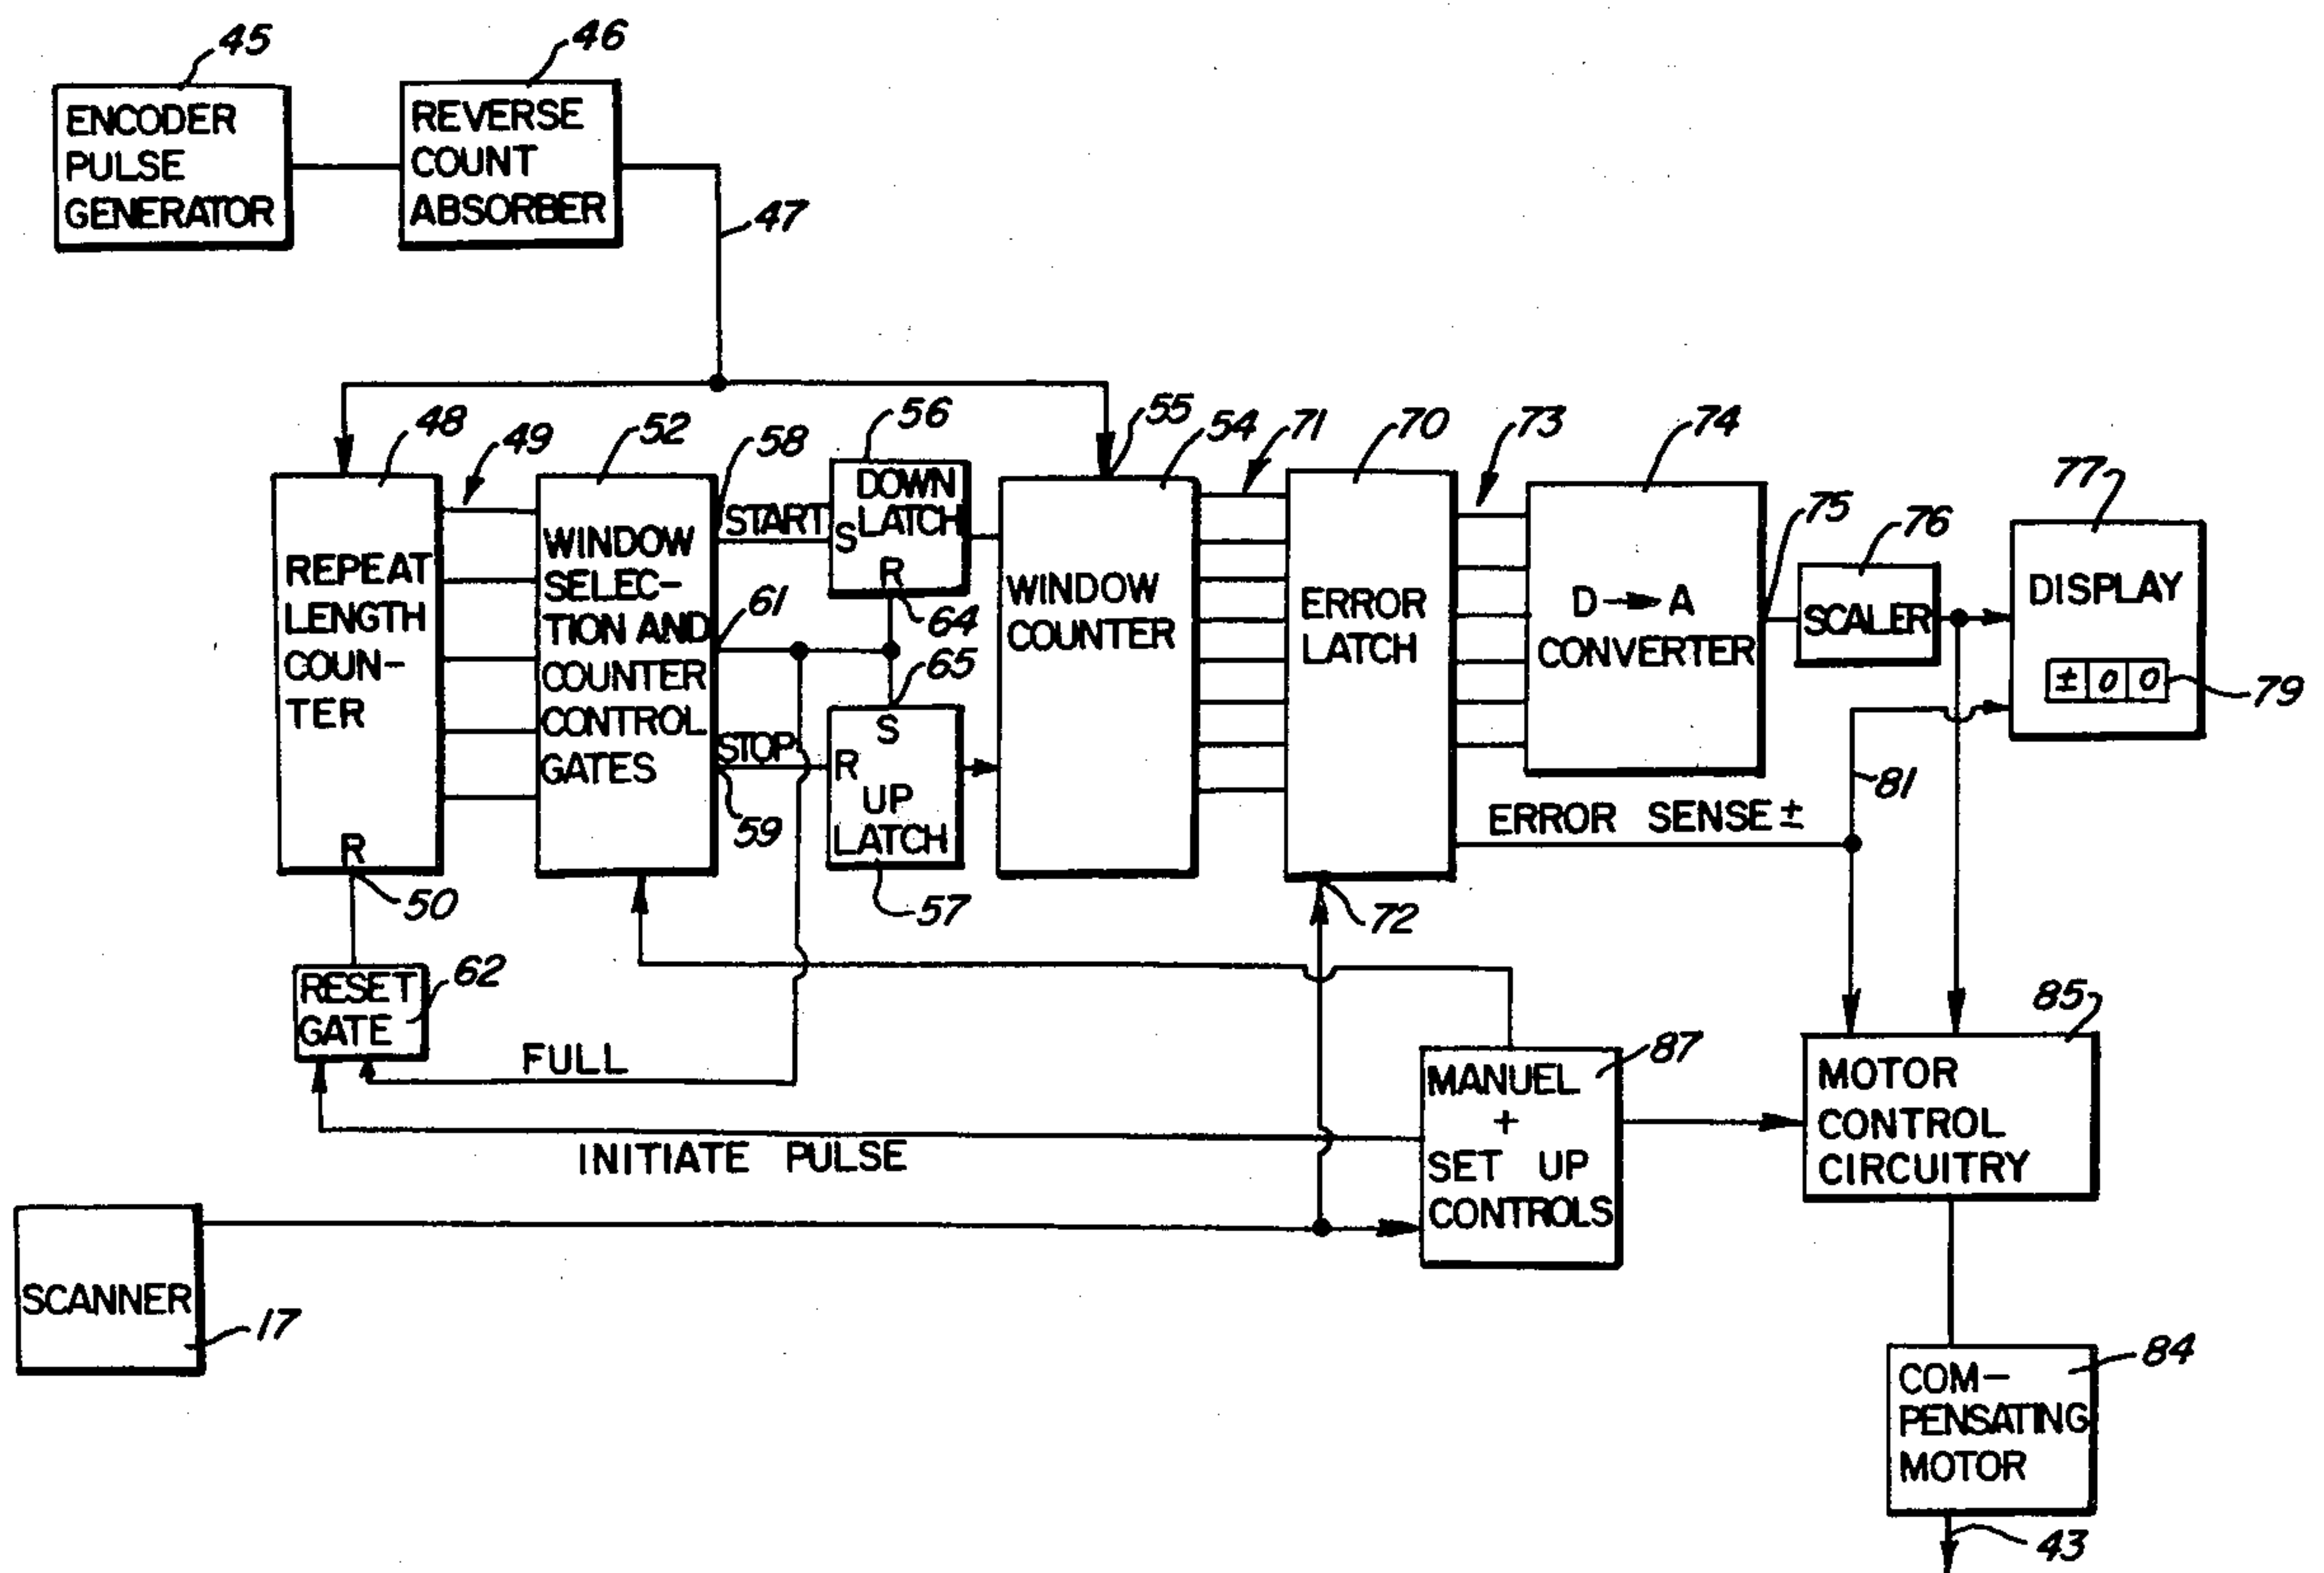 45
46
ENCODER
PULSE
GENERATOR
REVERSE
COUNT
ABSORBER
47
48
49
52
58
56
55
54
71
70
73
74
75
76
77
REPEAT
LENGTH
COUN-
TER
R
50
WINDOW
SELEC-
TION AND
COUNTER
CONTROL
GATES
START
61
STOP
59
DOWN
LATCH
S
R
64
65
S
R
UP
LATCH
57
WINDOW
COUNTER
ERROR
LATCH
72
D → A
CONVERTER
SCALER
DISPLAY
± 0 0
79
81
ERROR SENSE ±
RESET
GATE
62
FULL
INITIATE PULSE
MANUEL
+
SET UP
CONTROLS
87
85
MOTOR
CONTROL
CIRCUITRY
SCANNER
17
COM-
PENSATING
MOTOR
84
43